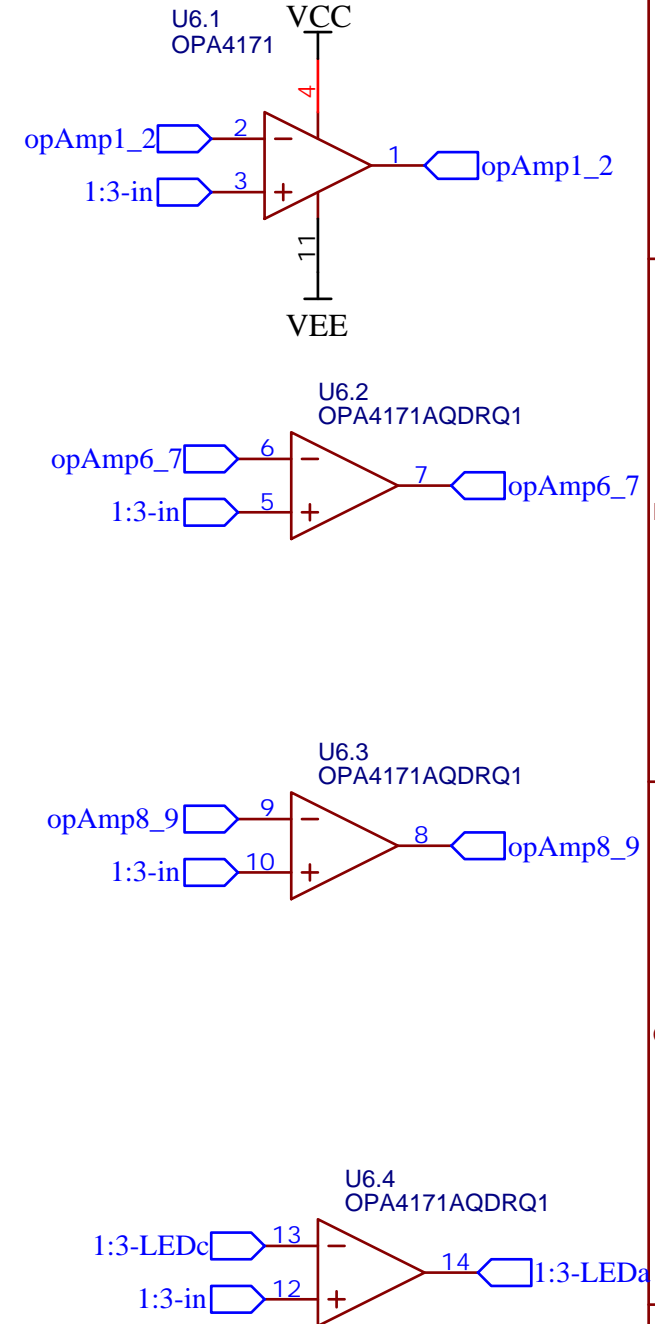 U6.1
OPA4171
VCC
4
opAmp1_2 2 − 1 opAmp1_2
1:3-in 3 +
11
VEE
U6.2
OPA4171AQDRQ1
opAmp6_7 6 − 7 opAmp6_7
1:3-in 5 +
U6.3
OPA4171AQDRQ1
opAmp8_9 9 − 8 opAmp8_9
1:3-in 10 +
U6.4
OPA4171AQDRQ1
1:3-LEDc 13 − 14 1:3-LEDa
1:3-in 12 +